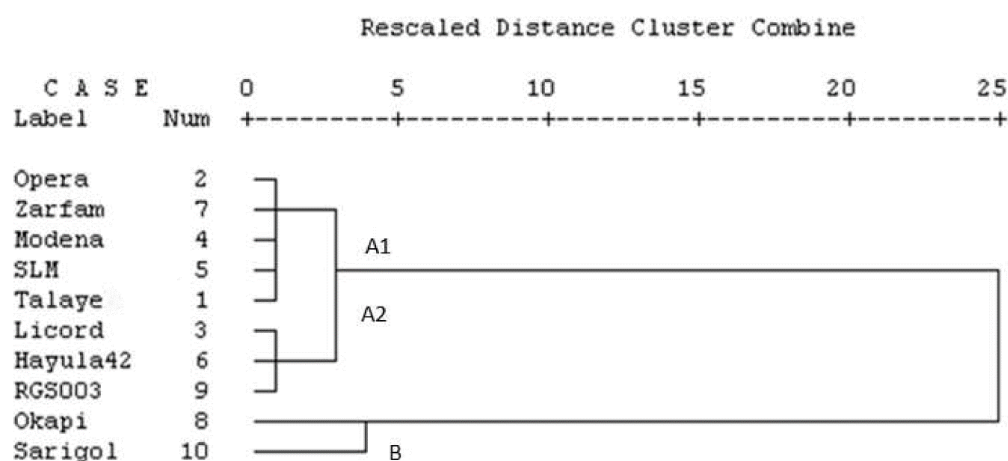 Rescaled Distance Cluster Combine
C A S E 0 5 10 15 20 25
Label Num +---------+---------+---------+---------+---------+
Opera 2
Zarfam 7
Modena 4
A1
SLM 5
Talaye 1
A2
Licord 3
Hayula42 6
RGS003 9
Okapi 8
Sarigol 10 B